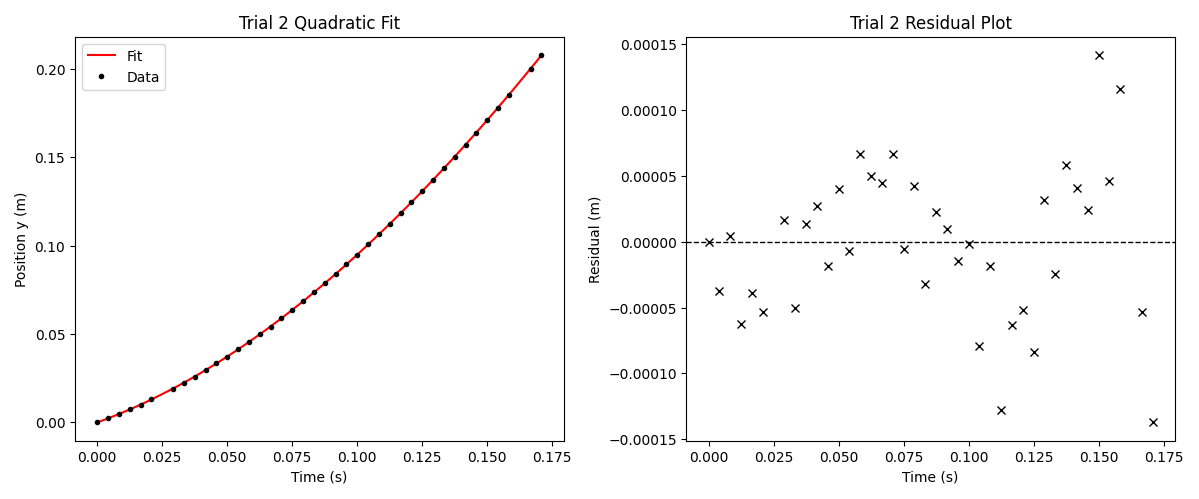 Trial 2 Quadratic Fit
Fit
Data
0.20
0.15
0.10
0.05
0.00
Position y (m)
0.000 0.025 0.050 0.075 0.100 0.125 0.150 0.175
Time (s)
Trial 2 Residual Plot
0.00015
0.00010
0.00005
0.00000
−0.00005
−0.00010
−0.00015
Residual (m)
0.000 0.025 0.050 0.075 0.100 0.125 0.150 0.175
Time (s)